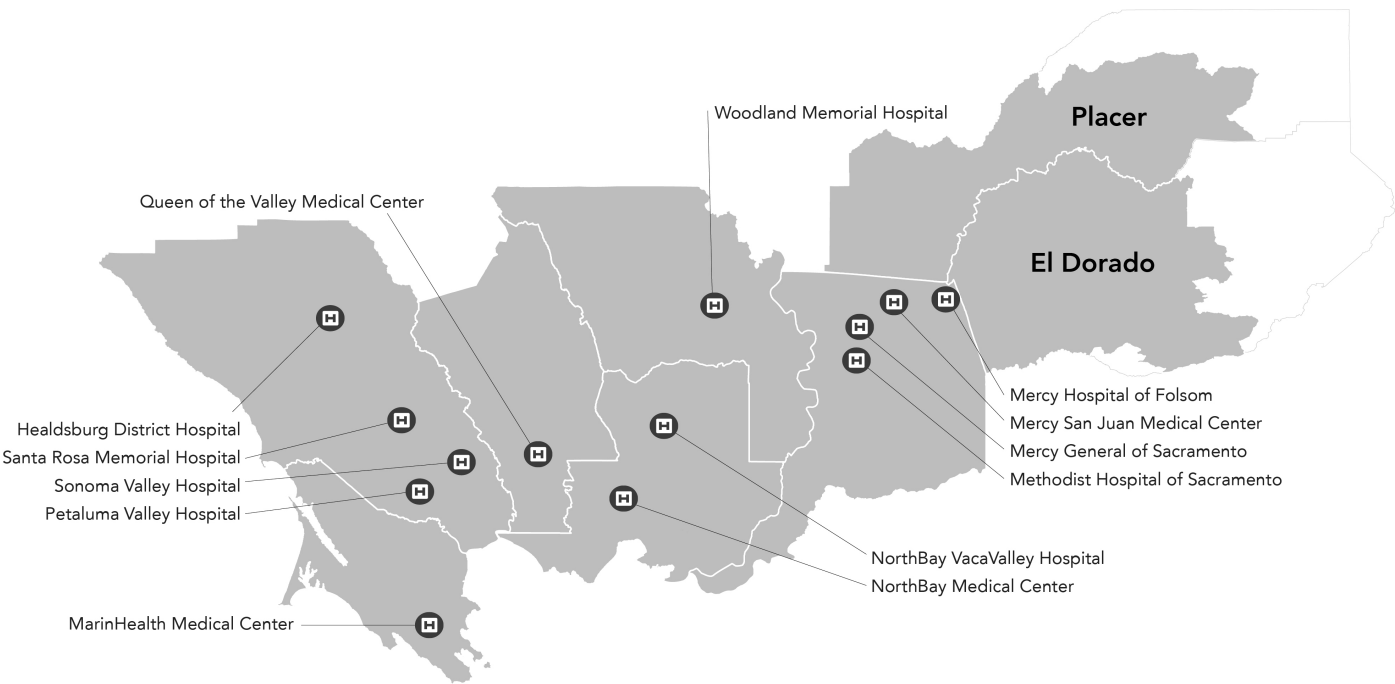 Woodland Memorial Hospital
Placer
Queen of the Valley Medical Center
El Dorado
Healdsburg District Hospital
Santa Rosa Memorial Hospital
Sonoma Valley Hospital
Petaluma Valley Hospital
MarinHealth Medical Center
Mercy Hospital of Folsom
Mercy San Juan Medical Center
Mercy General of Sacramento
Methodist Hospital of Sacramento
NorthBay VacaValley Hospital
NorthBay Medical Center
H
H
H
H
H
H
H
H
H
H
H
H
H